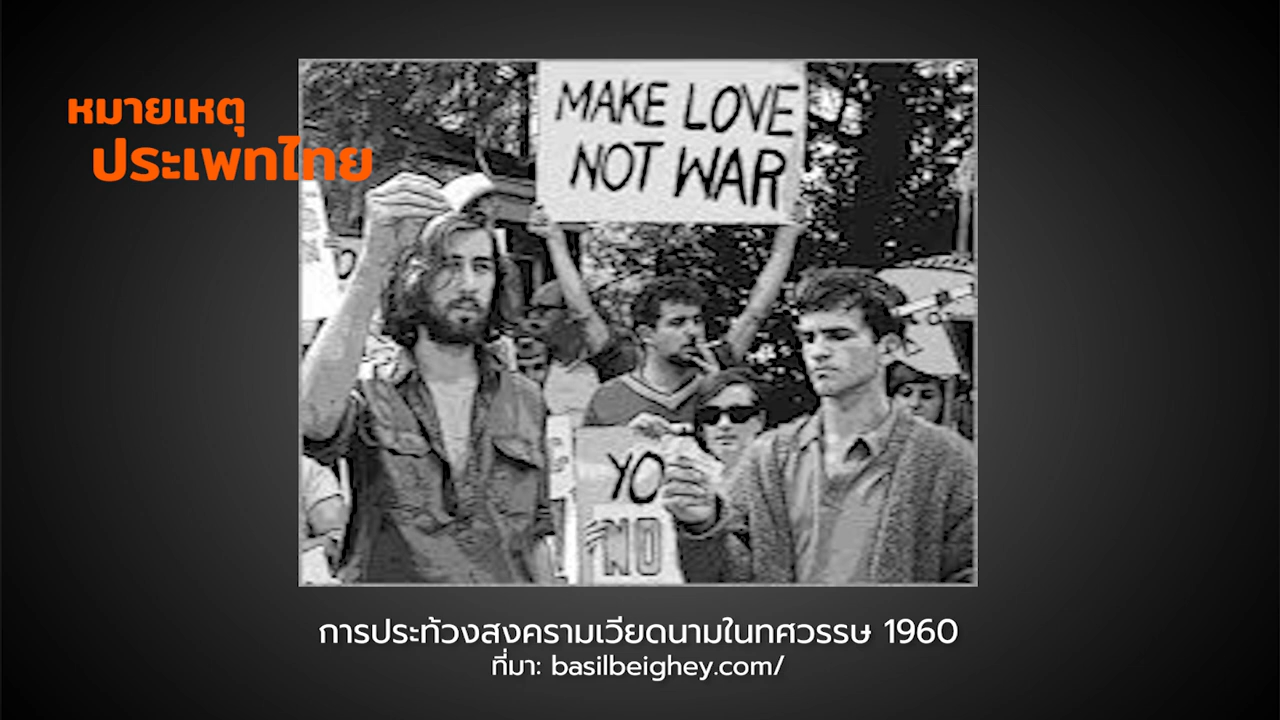 หมายเหตุ
ประเพทไทย
MAKE LOVE
NOT WAR
YO
NO
การประท้วงสงครามเวียดนามในทศวรรษ 1960
ที่มา: basilbeighey.com/